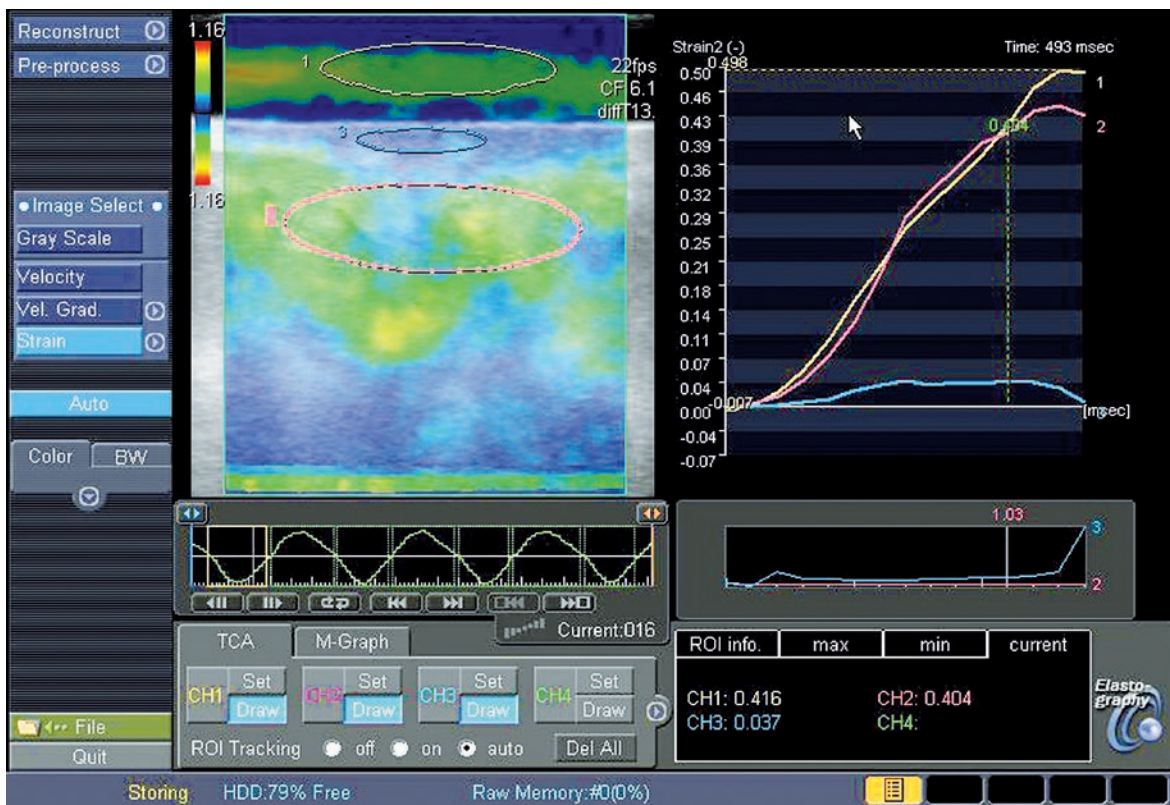 Reconstruct
Pre-process
Image Select
Gray Scale
Velocity
Vel. Grad.
Strain
Auto
Color BW
File
Quit
1.16
1.16
1
3
22fps
CF 6.1
diffT13.
Strain2 (-)
Time: 493 msec
0.498
0.50
0.46
0.43
0.39
0.36
0.32
0.29
0.25
0.21
0.18
0.14
0.11
0.07
0.04
0.00
-0.04
-0.07
-0.007
0.404
1
2
[msec]
1.03
3
2
Current:016
TCA M-Graph
CH1 Set Draw CH2 Set Draw CH3 Set Draw CH4 Set Draw
ROI Tracking off on auto Del All
ROI info. max min current
CH1: 0.416 CH2: 0.404
CH3: 0.037 CH4:
Elasto-
graphy
Storing HDD:79% Free Raw Memory:#0(0%)